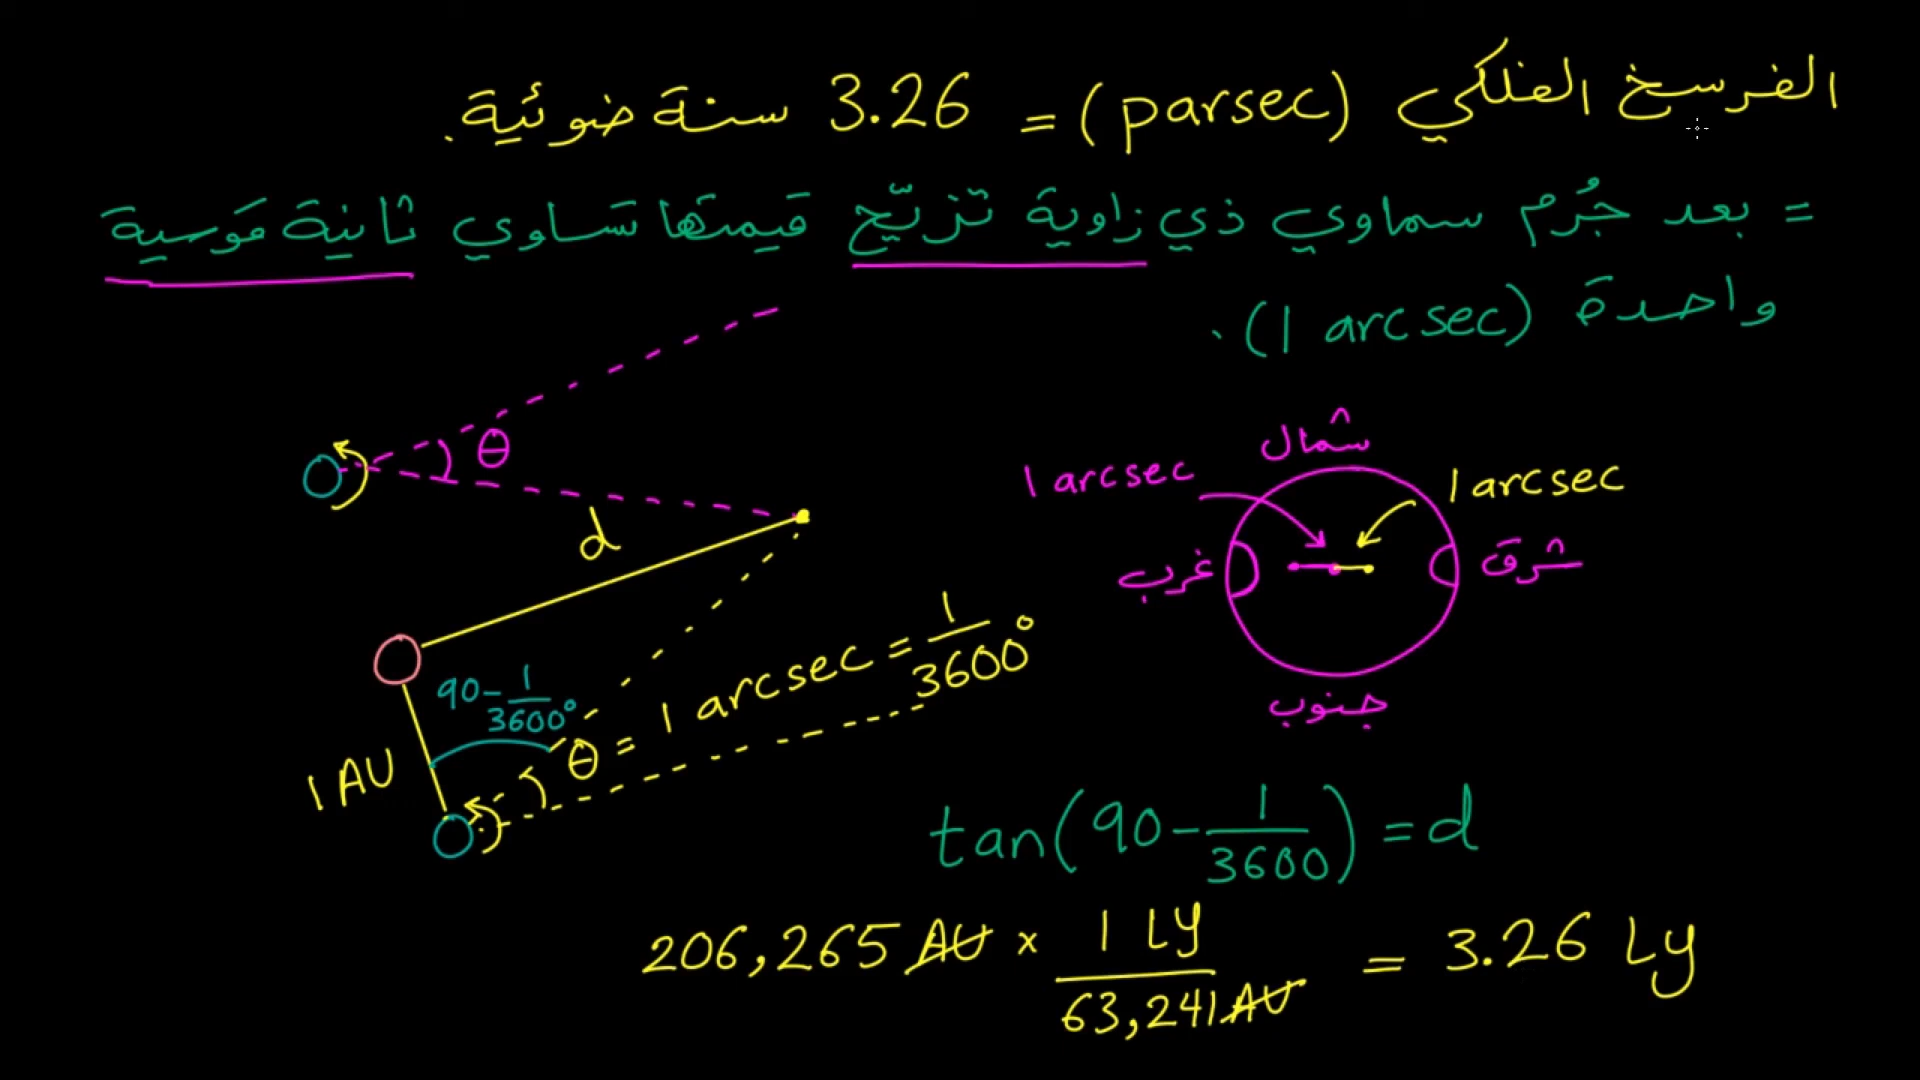 الفرسخ الفلكي (parsec) = 3.26 سنة ضوئية.
= بعد جُرم سماوي ذي زاوية تزيّح قيمتها تساوي ثانية قوسية
واحدة (1 arcsec).
θ
d
1 AU
90-1/3600°
θ = 1 arcsec = 1/3600°
شمال
1 arcsec
1 arcsec
غرب
شرق
جنوب
tan(90-1/3600) = d
206,265 AU × 1 LY/63,241 AU = 3.26 LY